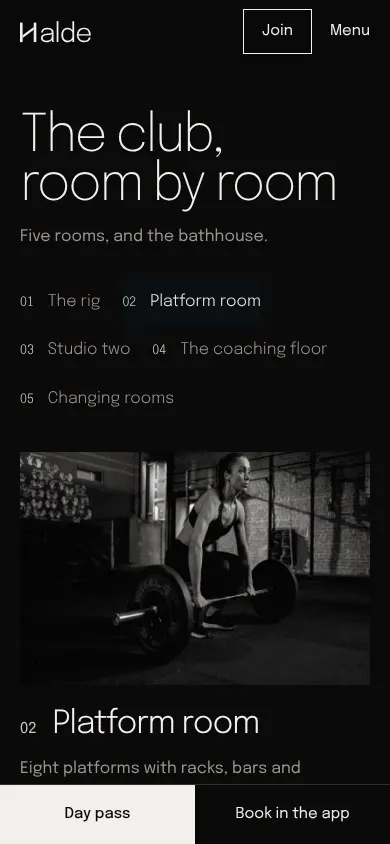 Halde
Join
Menu
The club,
room by room
Five rooms, and the bathhouse.
01 The rig 02 Platform room
03 Studio two 04 The coaching floor
05 Changing rooms
02 Platform room
Eight platforms with racks, bars and
Day pass
Book in the app